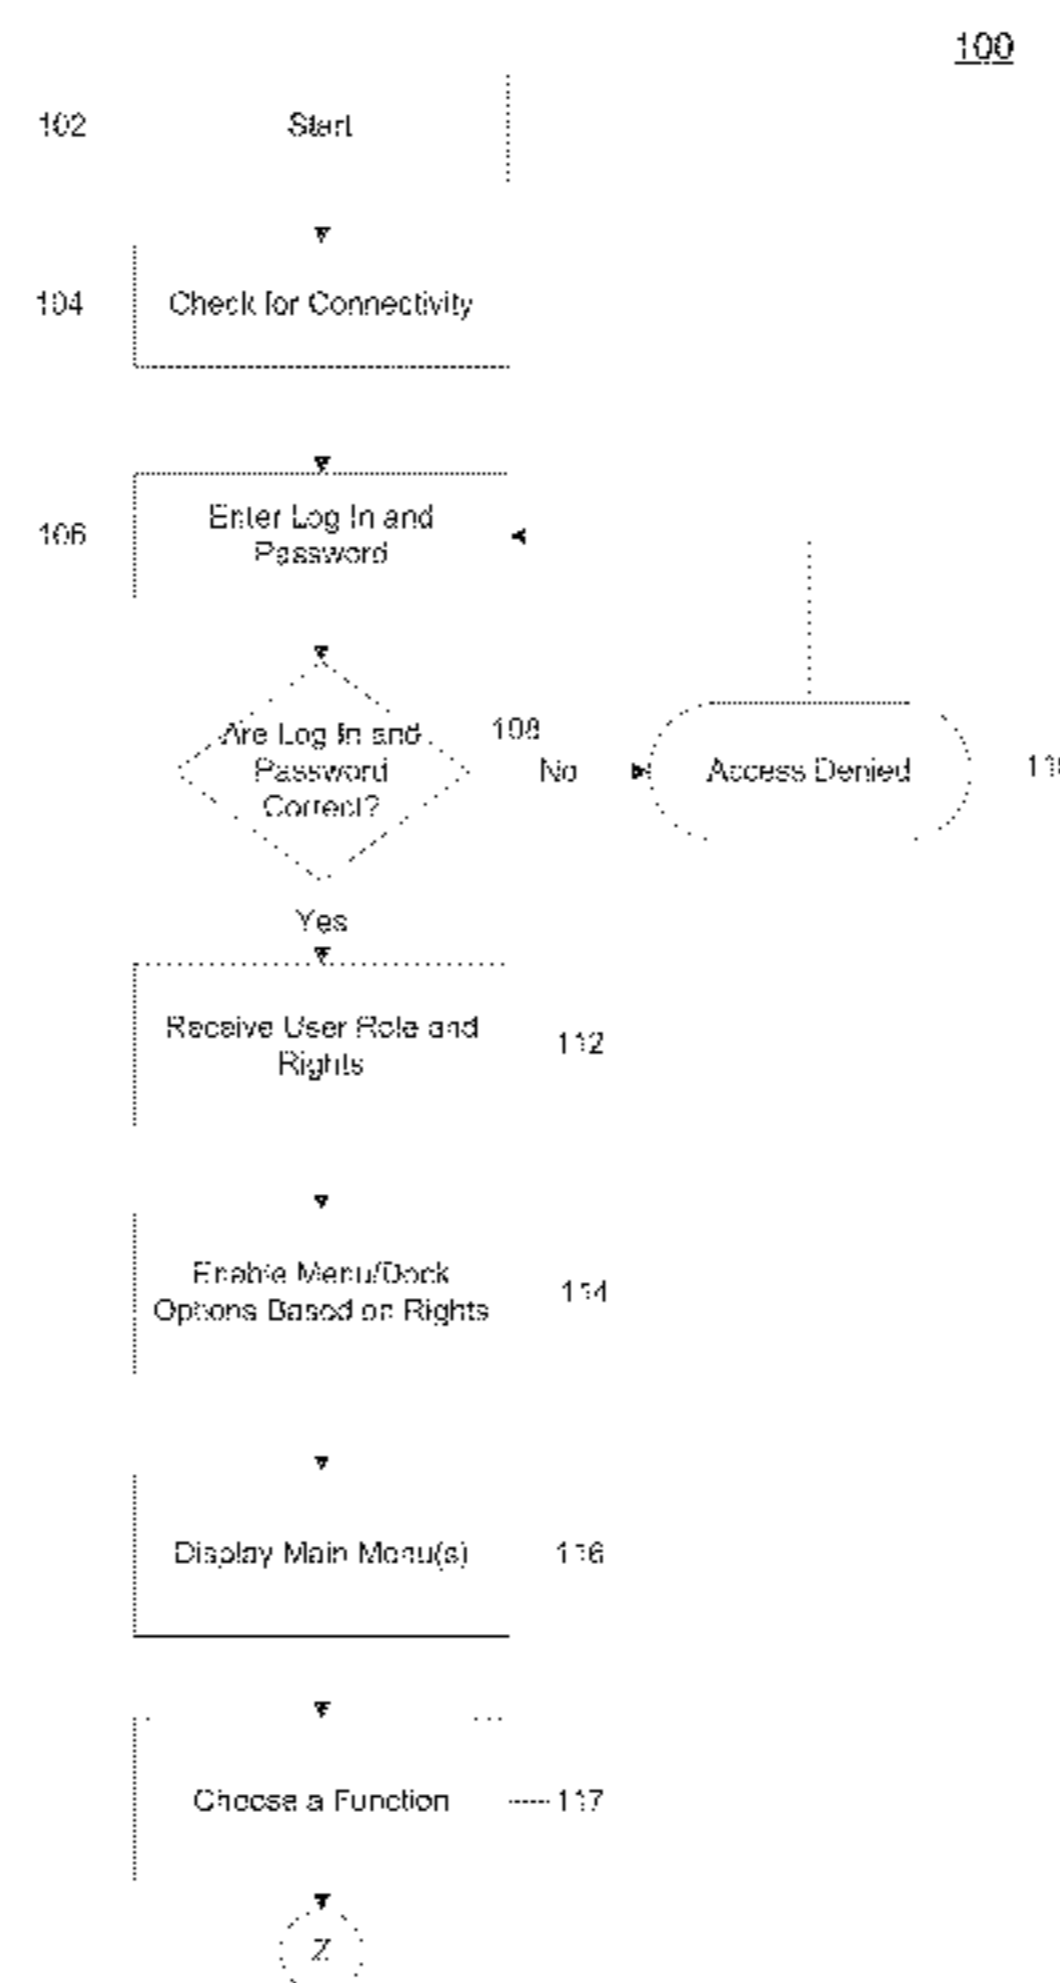 100
102
Start
104
Check for Connectivity
106
Enter Log In and
Password
108
Are Log In and
Password
Correct?
No
Access Denied
Yes
Receive User Role and
Rights
112
Enable Menu/Dock
Options Based on Rights
114
Display Main Menu(s)
116
Choose a Function
117
Z